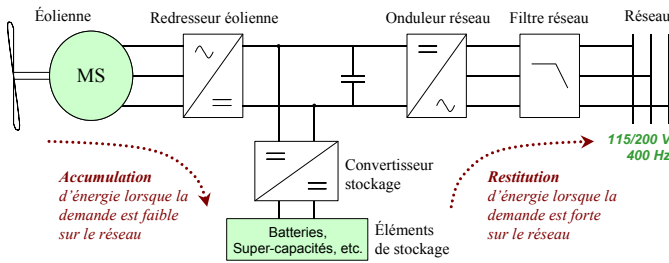 Éolienne
Redresseur éolienne
Onduleur réseau
Filtre réseau
Réseau
MS
115/200 V
400 Hz
Accumulation
d'énergie lorsque la
demande est faible
sur le réseau
Convertisseur
stockage
Restitution
d'énergie lorsque la
demande est forte
sur le réseau
Batteries,
Super-capacités, etc.
Éléments
de stockage